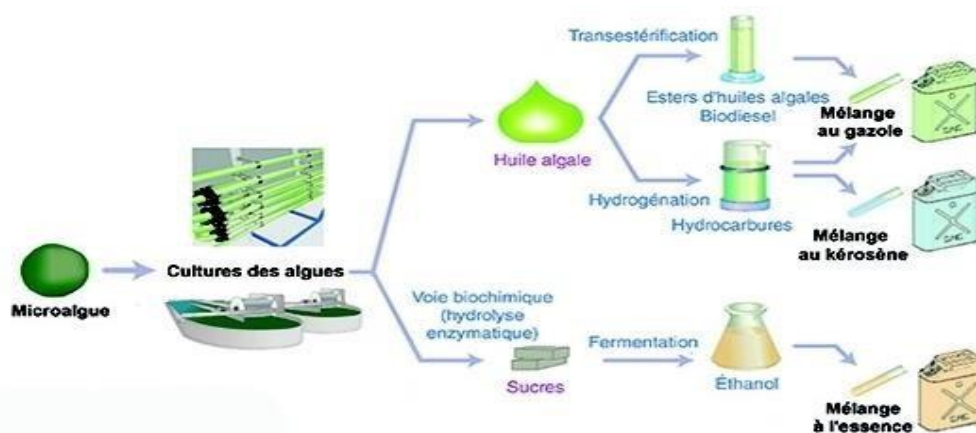 Microalgue
Cultures des algues
Huile algale
Transestérification
Esters d'huiles algales
Biodiesel
Mélange
au gazole
Hydrogénation
Hydrocarbures
Mélange
au kérosène
Voie biochimique
(hydrolyse
enzymatique)
Sucres
Fermentation
Éthanol
Mélange
à l'essence